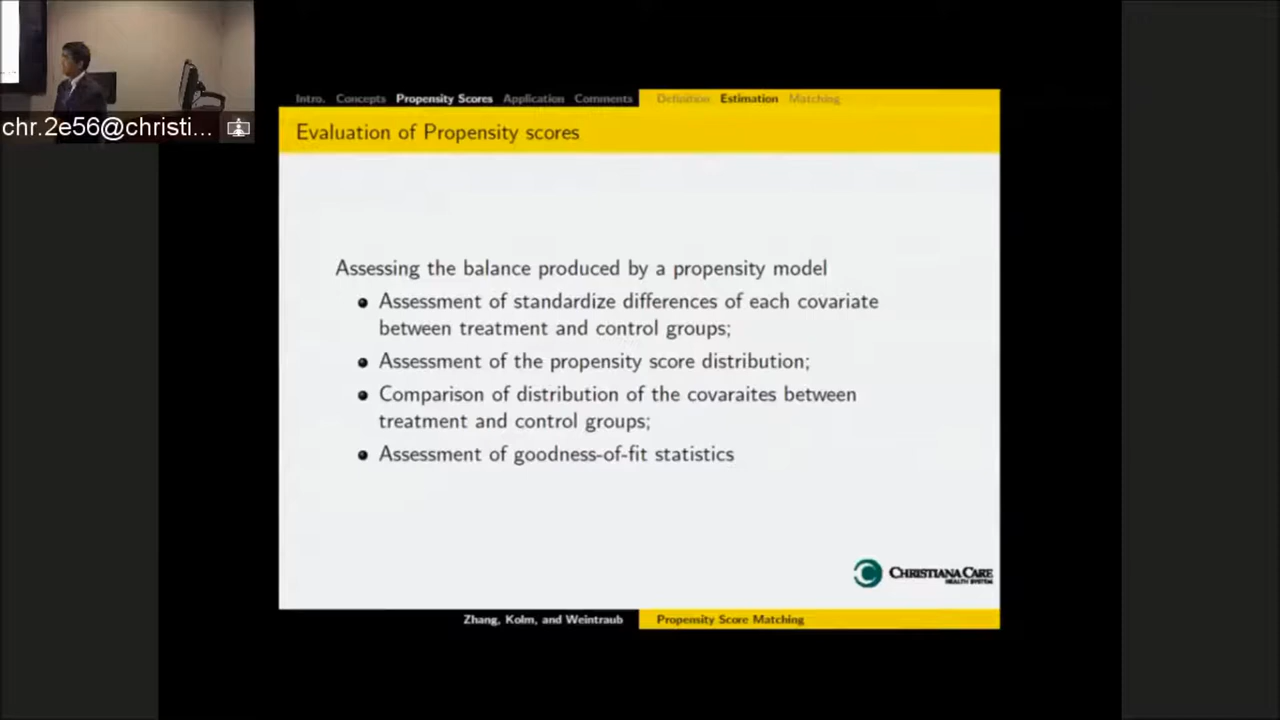 chr.2e56@christi...
Intro. Concepts Propensity Scores Application Comments Definition Estimation Matching
Evaluation of Propensity scores
Assessing the balance produced by a propensity model
Assessment of standardize differences of each covariate
between treatment and control groups;
Assessment of the propensity score distribution;
Comparison of distribution of the covaraites between
treatment and control groups;
Assessment of goodness-of-fit statistics
CHRISTIANA CARE
HEALTH SYSTEM
Zhang, Kolm, and Weintraub Propensity Score Matching